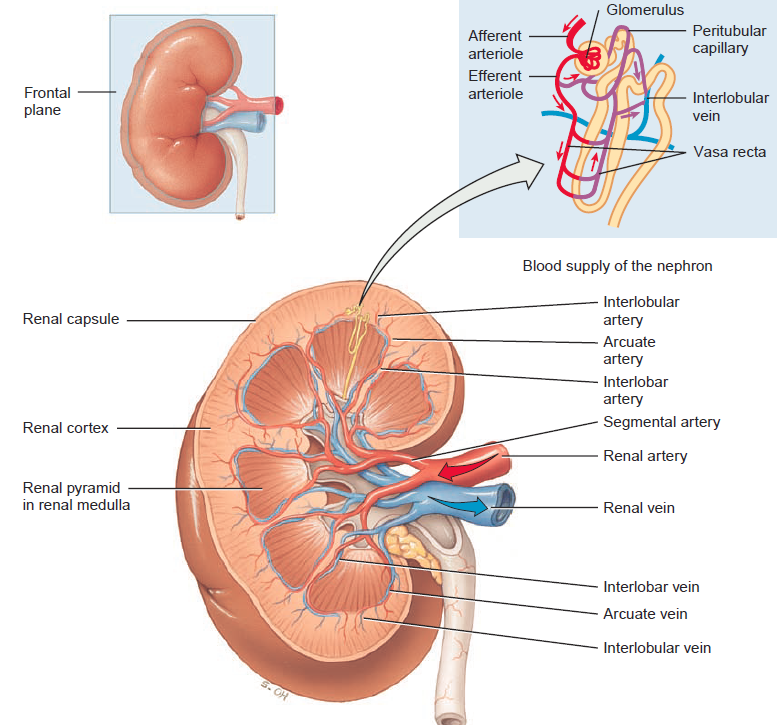 Frontal
plane
Glomerulus
Afferent
arteriole
Efferent
arteriole
Peritubular
capillary
Interlobular
vein
Vasa recta
Blood supply of the nephron
Renal capsule
Renal cortex
Renal pyramid
in renal medulla
Interlobular
artery
Arcuate
artery
Interlobar
artery
Segmental artery
Renal artery
Renal vein
Interlobar vein
Arcuate vein
Interlobular vein
S. OH